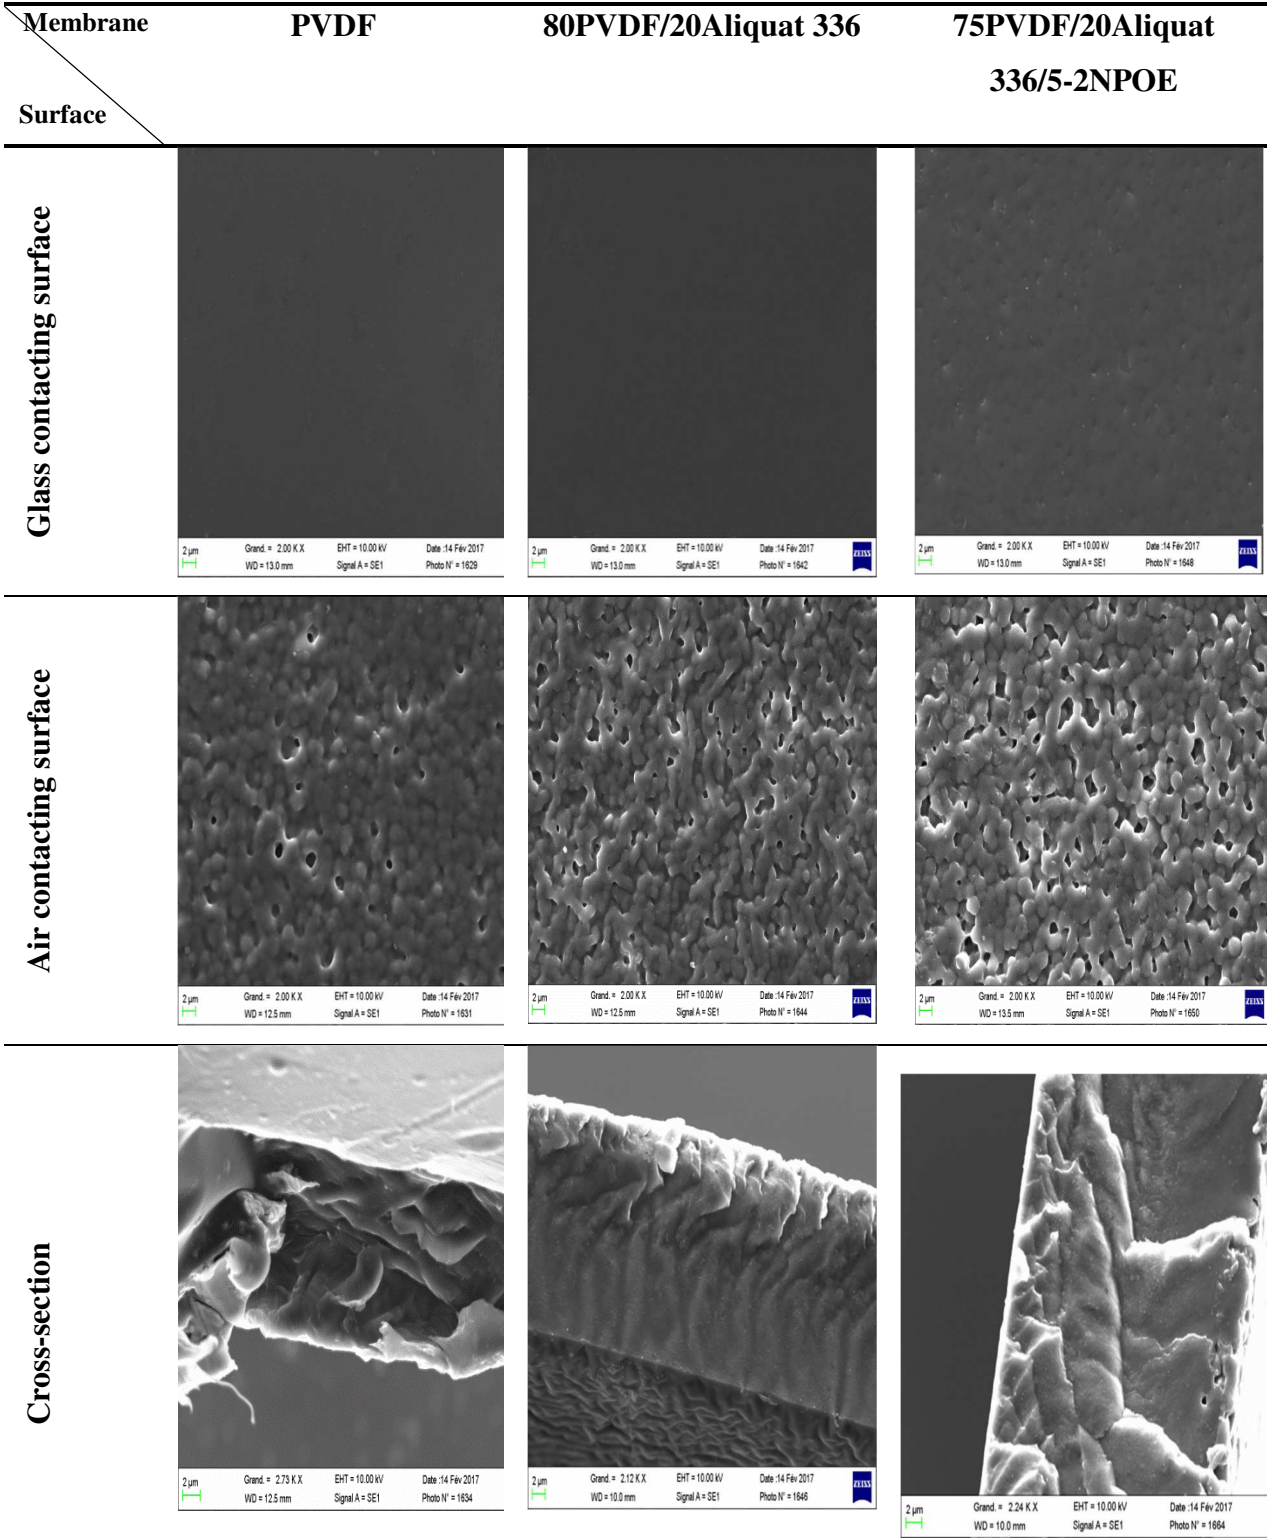 Membrane
PVDF
80PVDF/20Aliquat 336
75PVDF/20Aliquat
336/5-2NPOE
Surface
Glass contacting surface
2 µm
Grand. = 2.00 K X
EHT = 10.00 kV
Date :14 Fév 2017
WD = 13.0 mm
Signal A = SE1
Photo N° = 1629
2 µm
Grand. = 2.00 K X
EHT = 10.00 kV
Date :14 Fév 2017
ZEISS
WD = 13.0 mm
Signal A = SE1
Photo N° = 1642
2 µm
Grand. = 2.00 K X
EHT = 10.00 kV
Date :14 Fév 2017
ZEISS
WD = 13.0 mm
Signal A = SE1
Photo N° = 1648
Air contacting surface
2 µm
Grand. = 2.00 K X
EHT = 10.00 kV
Date :14 Fév 2017
WD = 12.5 mm
Signal A = SE1
Photo N° = 1631
2 µm
Grand. = 2.00 K X
EHT = 10.00 kV
Date :14 Fév 2017
ZEISS
WD = 12.5 mm
Signal A = SE1
Photo N° = 1644
2 µm
Grand. = 2.00 K X
EHT = 10.00 kV
Date :14 Fév 2017
ZEISS
WD = 13.5 mm
Signal A = SE1
Photo N° = 1650
Cross-section
2 µm
Grand. = 2.73 K X
EHT = 10.00 kV
Date :14 Fév 2017
WD = 12.5 mm
Signal A = SE1
Photo N° = 1634
2 µm
Grand. = 2.12 K X
EHT = 10.00 kV
Date :14 Fév 2017
ZEISS
WD = 10.0 mm
Signal A = SE1
Photo N° = 1646
2 µm
Grand. = 2.24 K X
EHT = 10.00 kV
Date :14 Fév 2017
WD = 10.0 mm
Signal A = SE1
Photo N° = 1664